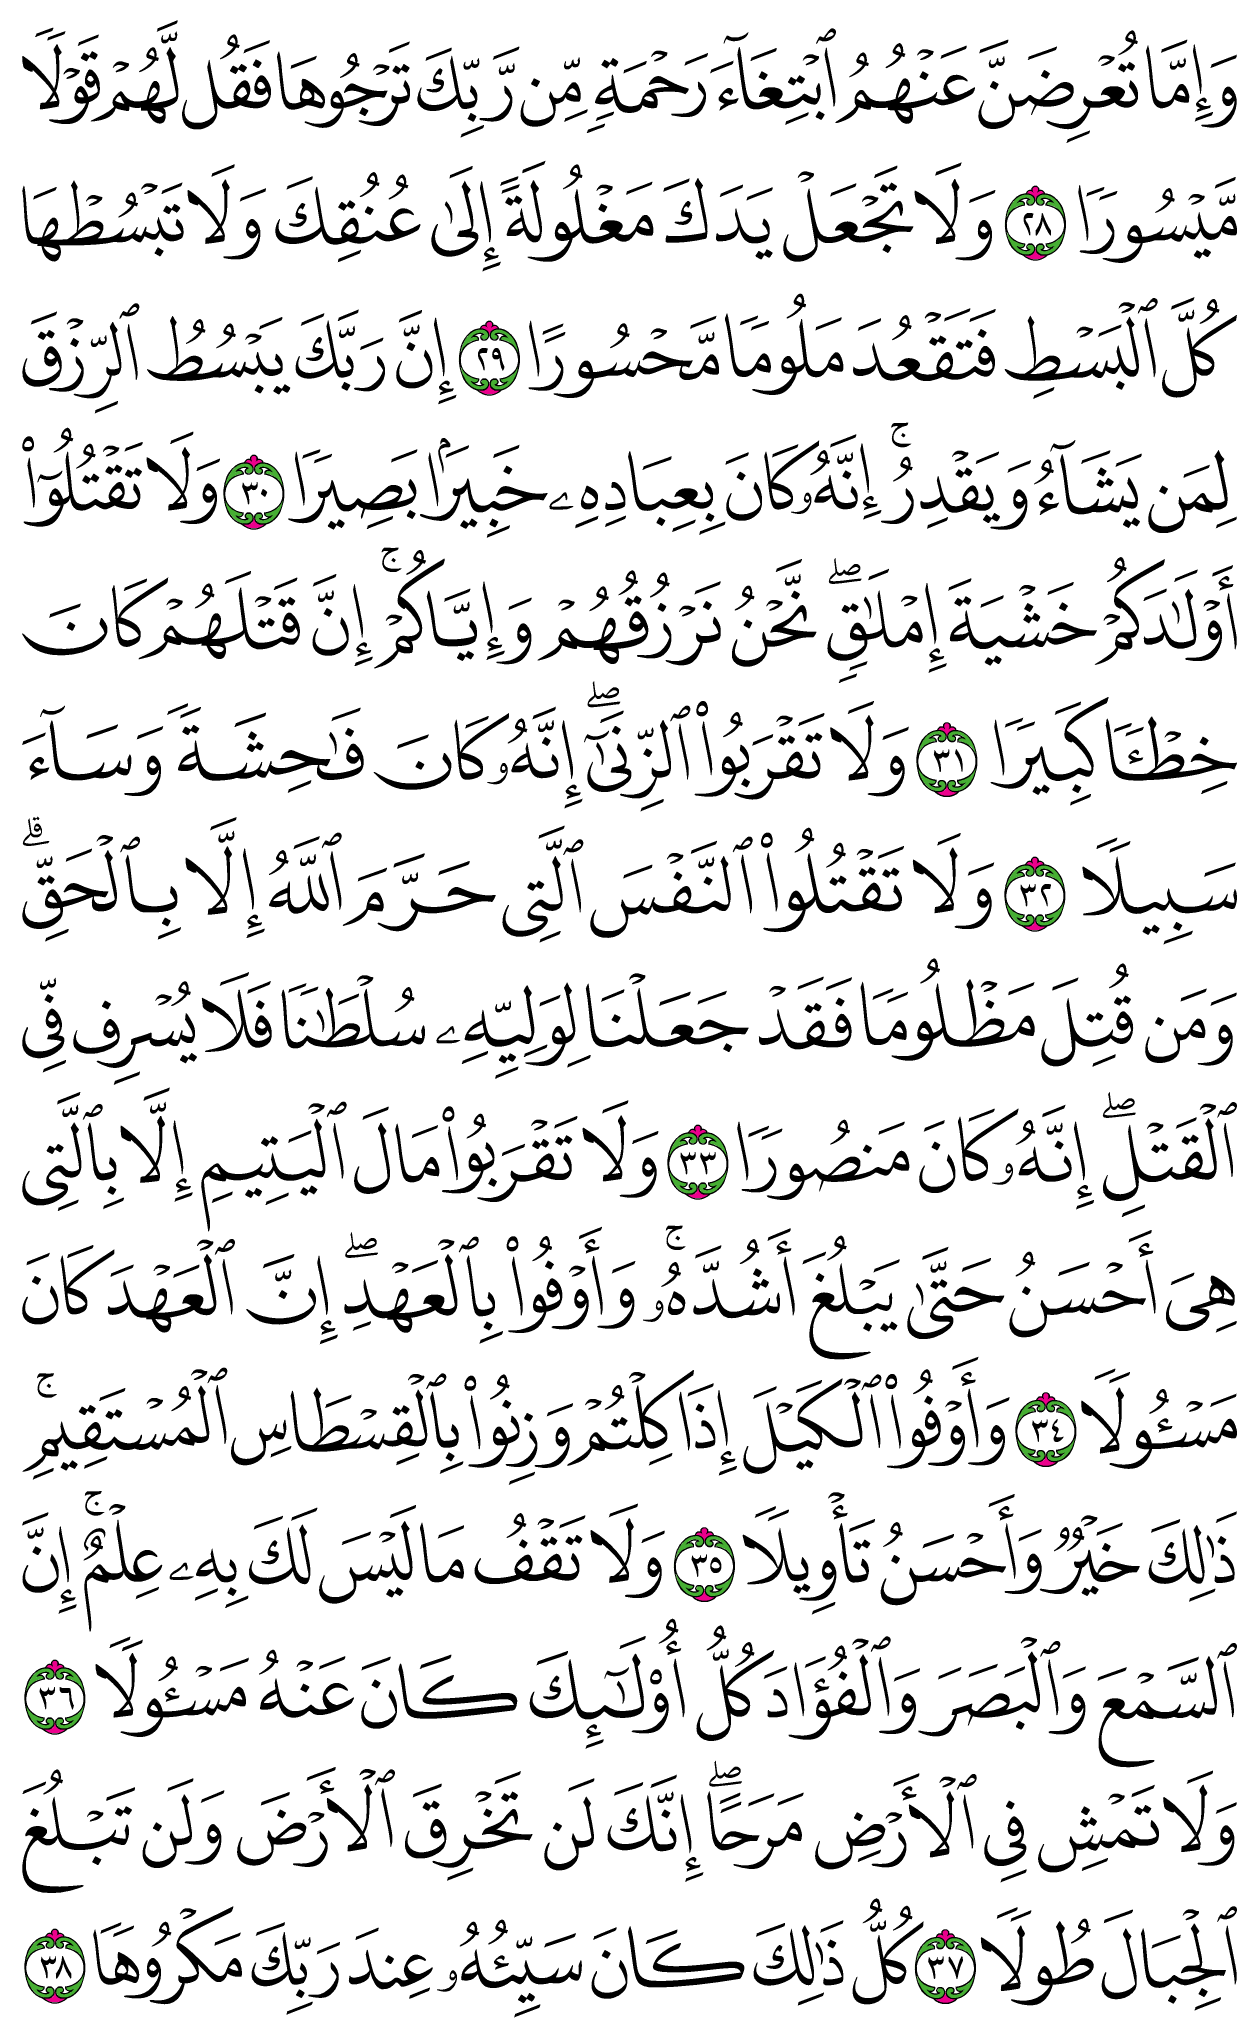 وَإِمَّا تُعۡرِضَنَّ عَنۡهُمُ ٱبۡتِغَآءَ رَحۡمَةٖ مِّن رَّبِّكَ تَرۡجُوهَا فَقُل لَّهُمۡ قَوۡلٗا
مَّيۡسُورٗا ٢٨ وَلَا تَجۡعَلۡ يَدَكَ مَغۡلُولَةً إِلَىٰ عُنُقِكَ وَلَا تَبۡسُطۡهَا
كُلَّ ٱلۡبَسۡطِ فَتَقۡعُدَ مَلُومٗا مَّحۡسُورًا ٢٩ إِنَّ رَبَّكَ يَبۡسُطُ ٱلرِّزۡقَ
لِمَن يَشَآءُ وَيَقۡدِرُۚ إِنَّهُۥ كَانَ بِعِبَادِهِۦ خَبِيرَۢا بَصِيرٗا ٣٠ وَلَا تَقۡتُلُوٓاْ
أَوۡلَٰدَكُمۡ خَشۡيَةَ إِمۡلَٰقٖۖ نَّحۡنُ نَرۡزُقُهُمۡ وَإِيَّاكُمۡۚ إِنَّ قَتۡلَهُمۡ كَانَ
خِطۡـٔٗا كَبِيرٗا ٣١ وَلَا تَقۡرَبُواْ ٱلزِّنَىٰٓۖ إِنَّهُۥ كَانَ فَٰحِشَةٗ وَسَآءَ
سَبِيلٗا ٣٢ وَلَا تَقۡتُلُواْ ٱلنَّفۡسَ ٱلَّتِي حَرَّمَ ٱللَّهُ إِلَّا بِٱلۡحَقِّۗ
وَمَن قُتِلَ مَظۡلُومٗا فَقَدۡ جَعَلۡنَا لِوَلِيِّهِۦ سُلۡطَٰنٗا فَلَا يُسۡرِف فِّي
ٱلۡقَتۡلِۖ إِنَّهُۥ كَانَ مَنصُورٗا ٣٣ وَلَا تَقۡرَبُواْ مَالَ ٱلۡيَتِيمِ إِلَّا بِٱلَّتِي
هِيَ أَحۡسَنُ حَتَّىٰ يَبۡلُغَ أَشُدَّهُۥۚ وَأَوۡفُواْ بِٱلۡعَهۡدِۖ إِنَّ ٱلۡعَهۡدَ كَانَ
مَسۡـُٔولٗا ٣٤ وَأَوۡفُواْ ٱلۡكَيۡلَ إِذَا كِلۡتُمۡ وَزِنُواْ بِٱلۡقِسۡطَاسِ ٱلۡمُسۡتَقِيمِۚ
ذَٰلِكَ خَيۡرٞ وَأَحۡسَنُ تَأۡوِيلٗا ٣٥ وَلَا تَقۡفُ مَا لَيۡسَ لَكَ بِهِۦ عِلۡمٌۚ إِنَّ
ٱلسَّمۡعَ وَٱلۡبَصَرَ وَٱلۡفُؤَادَ كُلُّ أُوْلَٰٓئِكَ كَانَ عَنۡهُ مَسۡـُٔولٗا ٣٦
وَلَا تَمۡشِ فِي ٱلۡأَرۡضِ مَرَحًاۖ إِنَّكَ لَن تَخۡرِقَ ٱلۡأَرۡضَ وَلَن تَبۡلُغَ
ٱلۡجِبَالَ طُولٗا ٣٧ كُلُّ ذَٰلِكَ كَانَ سَيِّئُهُۥ عِندَ رَبِّكَ مَكۡرُوهٗا ٣٨